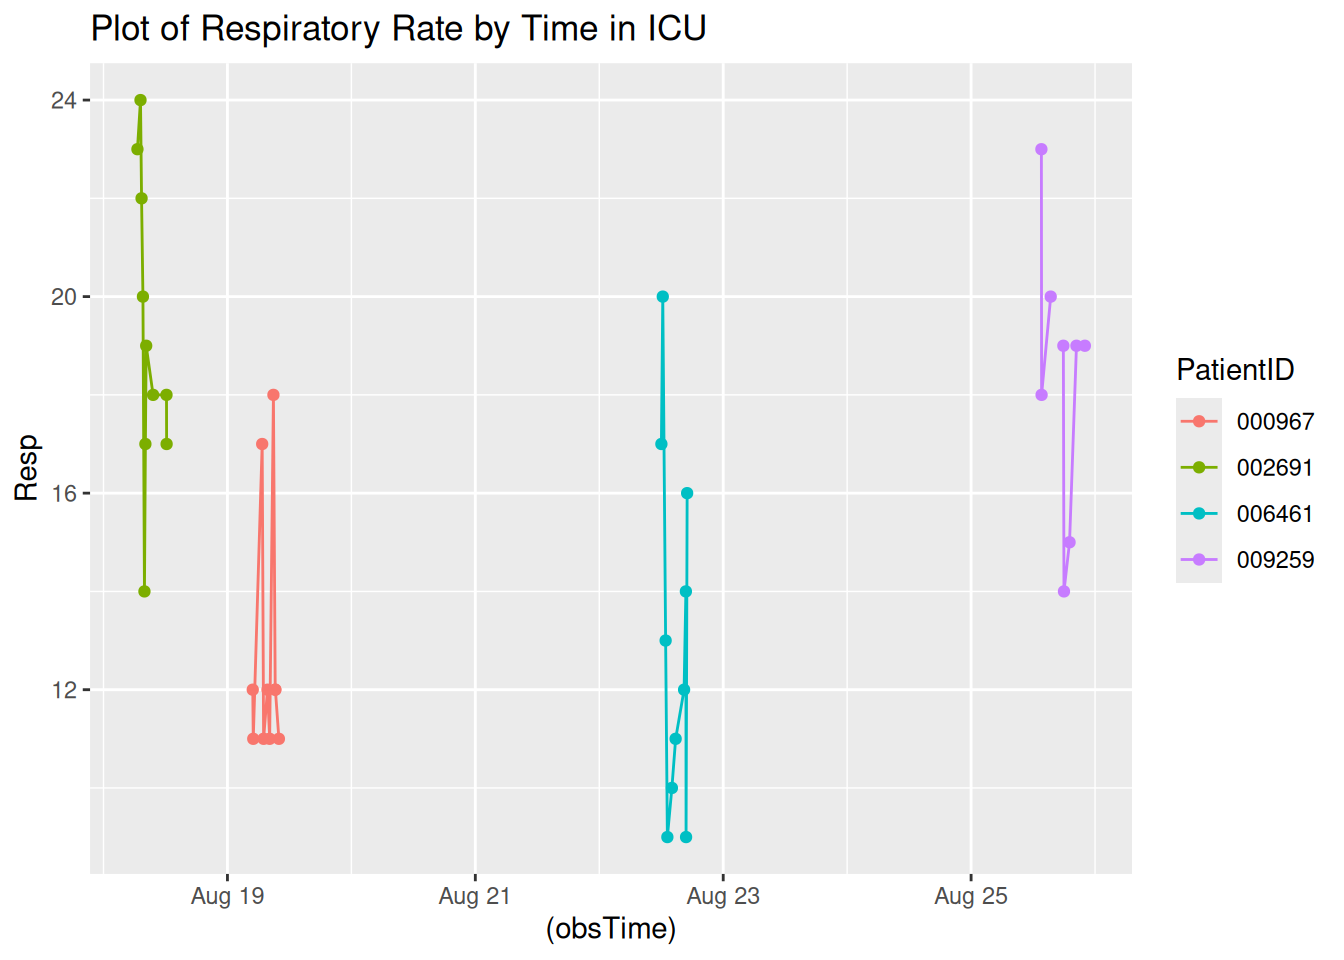 Plot of Respiratory Rate by Time in ICU
24
20
16
12
Resp
Aug 19
Aug 21
Aug 23
Aug 25
(obsTime)
PatientID
000967
002691
006461
009259